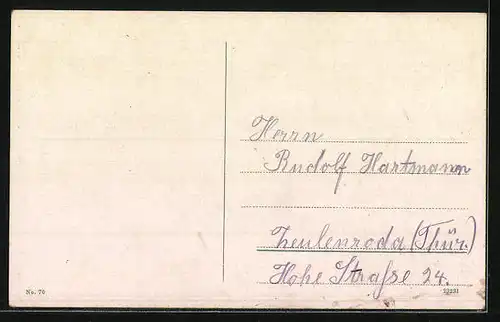 Herrn
Rudolf Hartmann
Zeulenroda (Thür.)
Hohe Straße 24.
No. 70